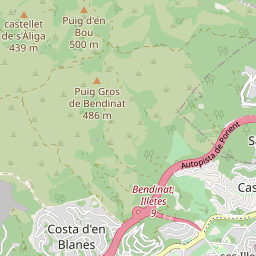 Puig d'en
Bou
500 m
castellet
de s'Àliga
439 m
Puig Gros
de Bendinat
486 m
Autopista de Ponent
Bendinat,
Illetes
9
Costa d'en
Blanes